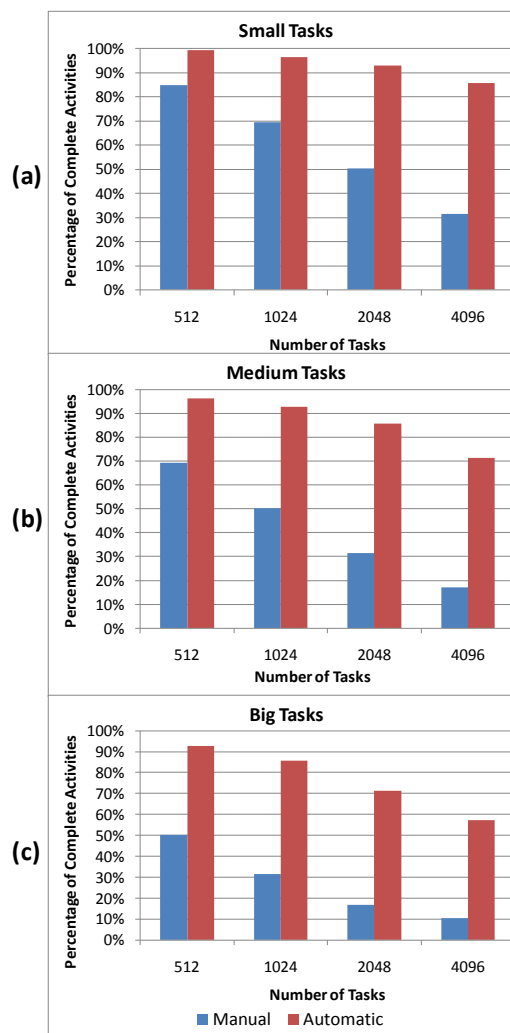 Small Tasks
(a)
Percentage of Complete Activities
100%
90%
80%
70%
60%
50%
40%
30%
20%
10%
0%
512 1024 2048 4096
Number of Tasks
Medium Tasks
(b)
Percentage of Complete Activities
100%
90%
80%
70%
60%
50%
40%
30%
20%
10%
0%
512 1024 2048 4096
Number of Tasks
Big Tasks
(c)
Percentage of Complete Activities
100%
90%
80%
70%
60%
50%
40%
30%
20%
10%
0%
512 1024 2048 4096
Number of Tasks
Manual Automatic